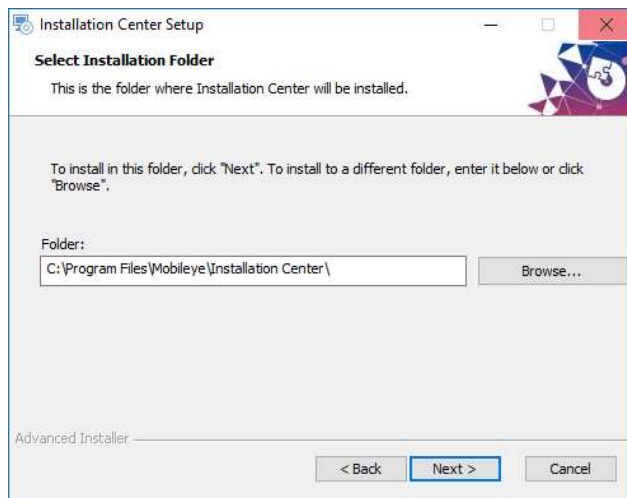 Installation Center Setup
Select Installation Folder
This is the folder where Installation Center will be installed.
To install in this folder, click "Next". To install to a different folder, enter it below or click
"Browse".
Folder:
C:\Program Files\Mobileye\Installation Center\
Browse...
Advanced Installer
< Back
Next >
Cancel